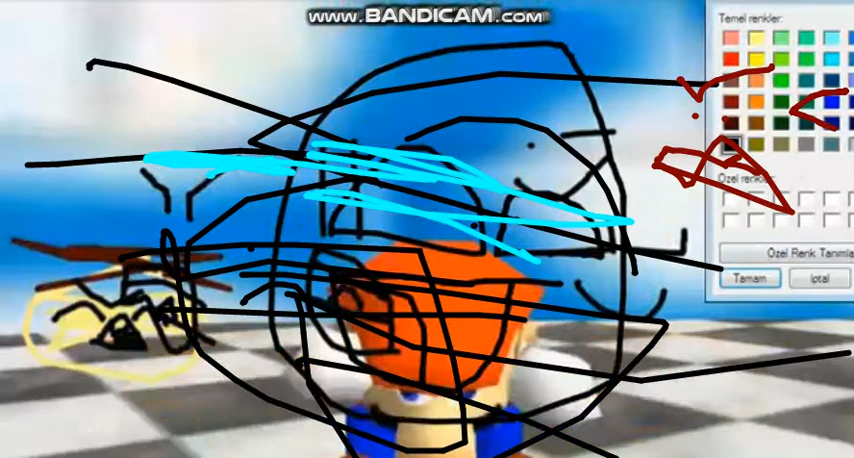 www.BANDICAM.COM
Temel renkler:
Özel renkler:
Özel Renk Tanımla
Tamam
İptal